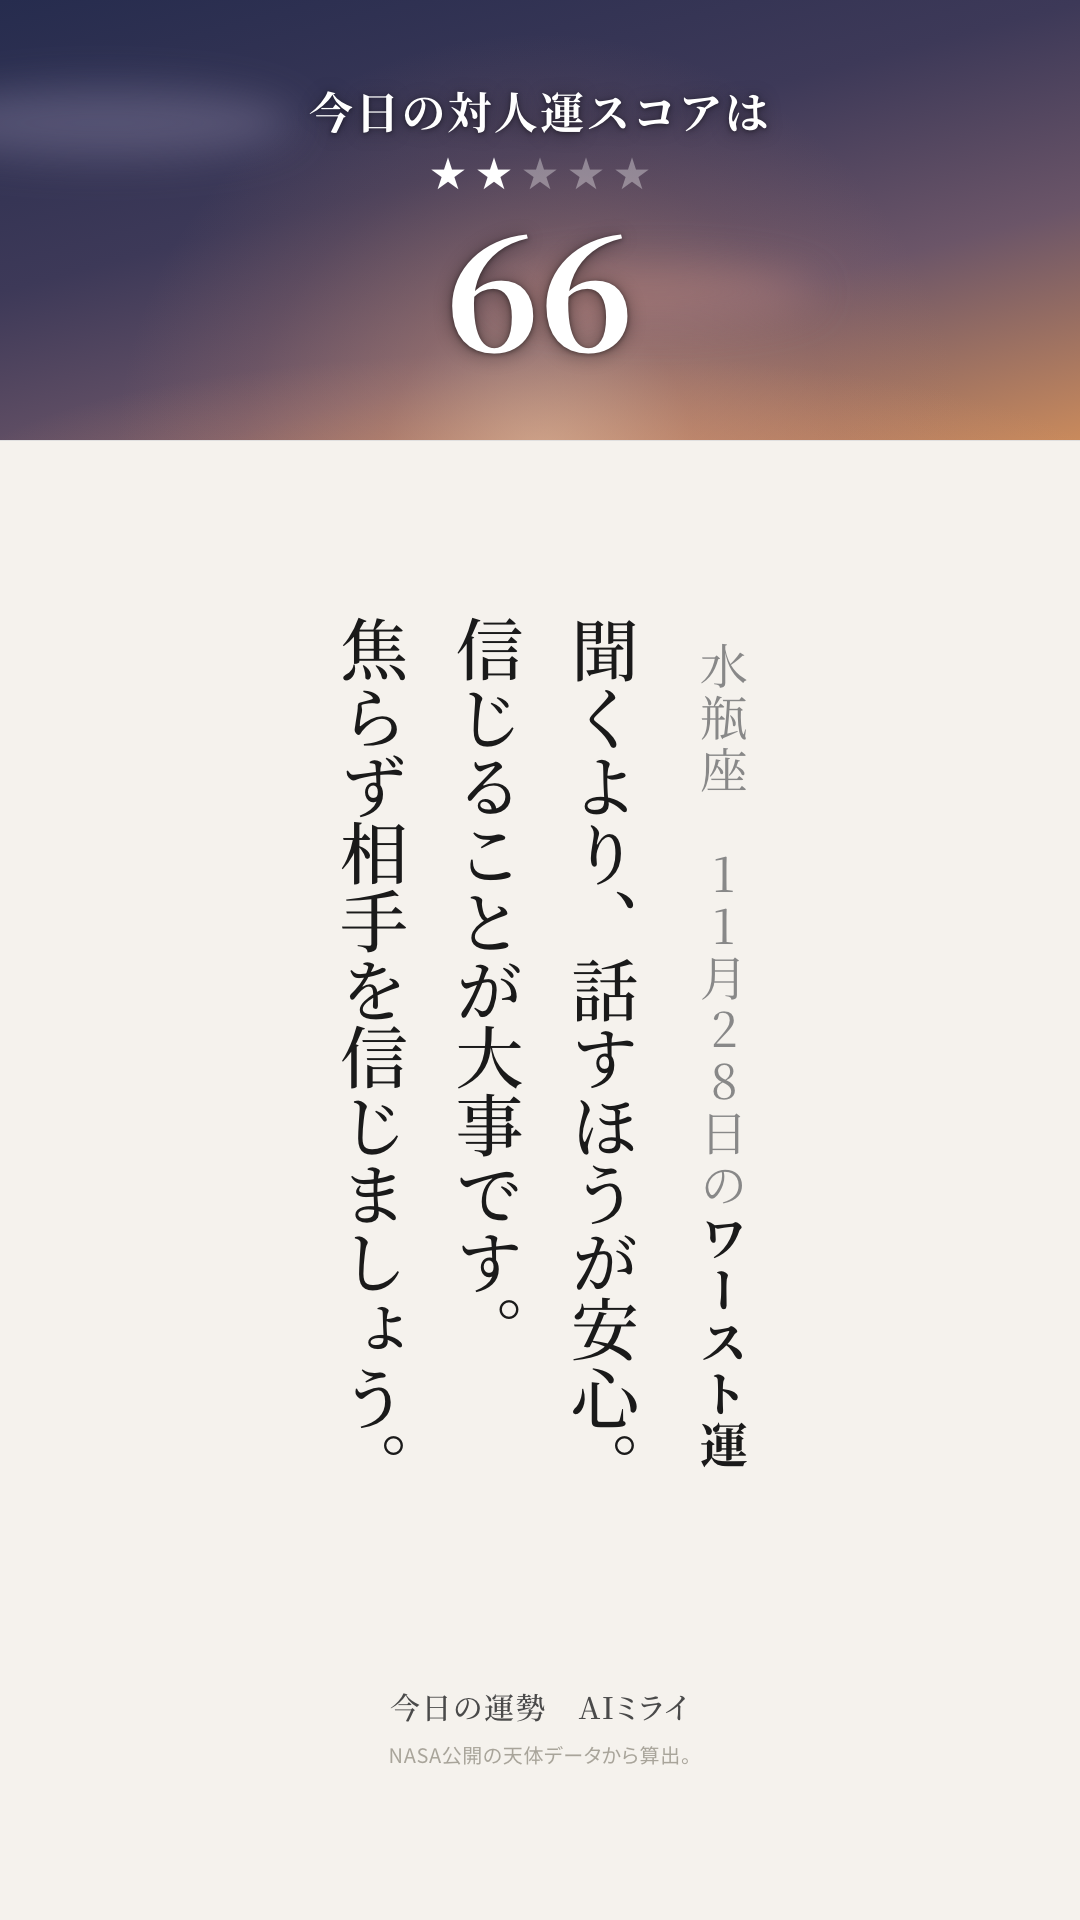 今日の対人運スコアは
★★★★★
66
水瓶座 11月28日のワースト運
聞くより、話すほうが安心。
信じることが大事です。
焦らず相手を信じましょう。
今日の運勢 AIミライ
NASA公開の天体データから算出。